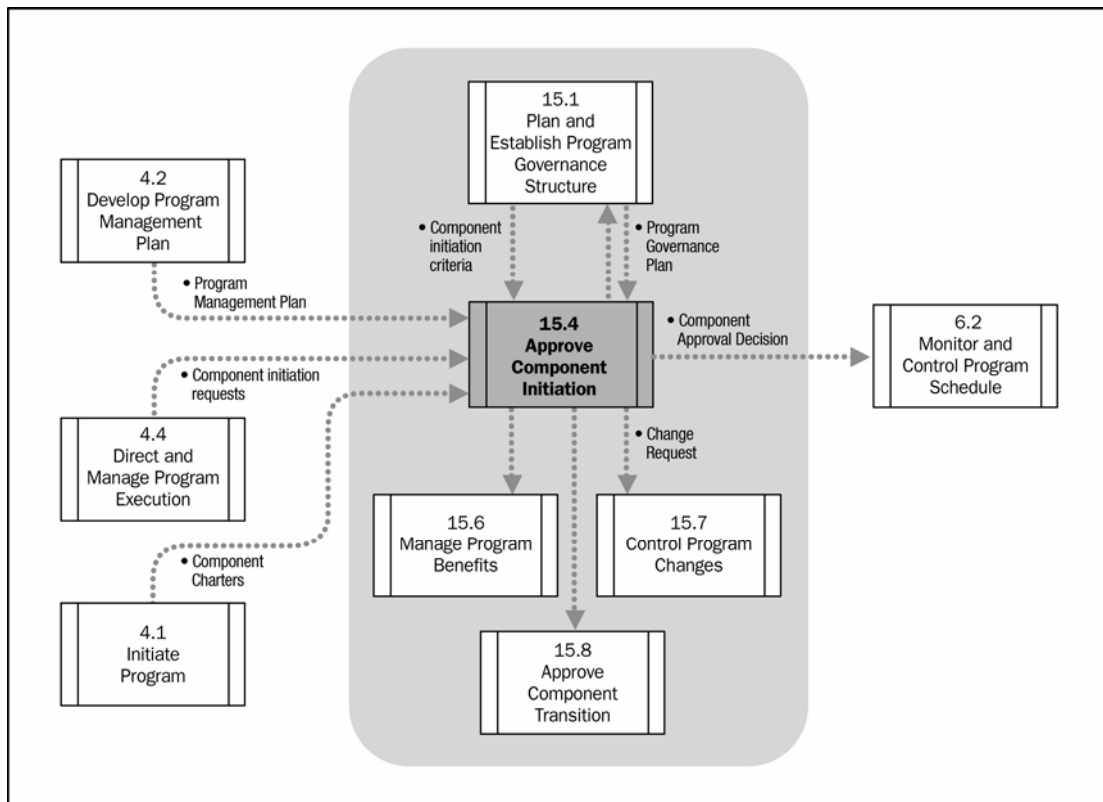 15.1
Plan and
Establish Program
Governance
Structure
4.2
Develop Program
Management
Plan
• Component
initiation
criteria
• Program
Governance
Plan
• Program
Management Plan
15.4
Approve
Component
Initiation
• Component
Approval Decision
6.2
Monitor and
Control Program
Schedule
• Component initiation
requests
4.4
Direct and
Manage Program
Execution
• Change
Request
15.6
Manage Program
Benefits
15.7
Control Program
Changes
• Component
Charters
4.1
Initiate
Program
15.8
Approve
Component
Transition